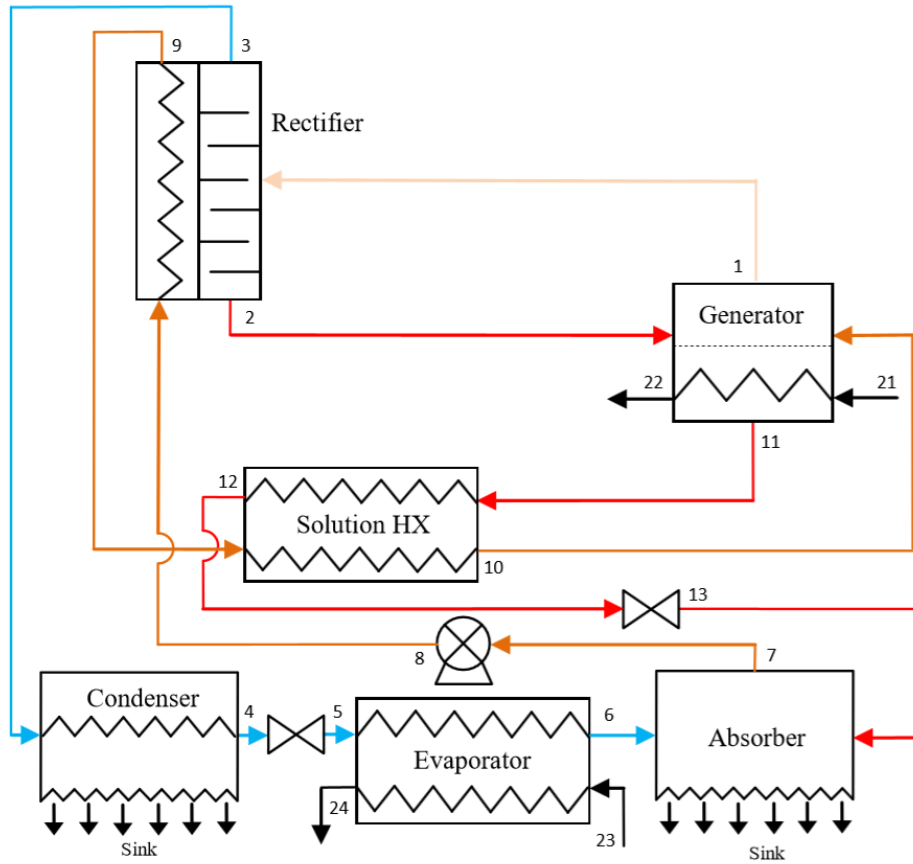 9
3
Rectifier
1
2
Generator
22
21
11
12
Solution HX
10
13
8
7
Condenser
4
5
6
Evaporator
Absorber
24
23
Sink
Sink